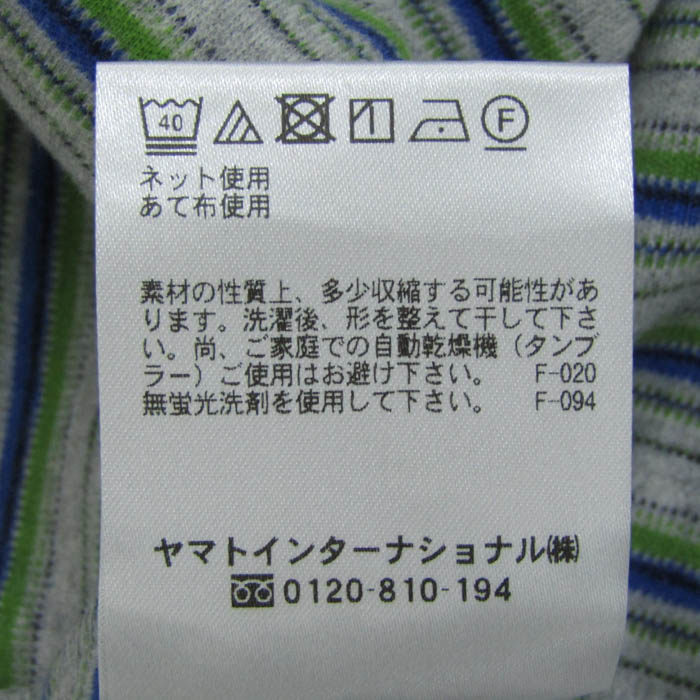 40 F
ネット使用
あて布使用
素材の性質上、多少収縮する可能性があ
ります。洗濯後、形を整えて干して下さ
い。尚、ご家庭での自動乾燥機（タンブ
ラー）ご使用はお避け下さい。 F-020
無蛍光洗剤を使用して下さい。 F-094
ヤマトインターナショナル㈱
0120-810-194